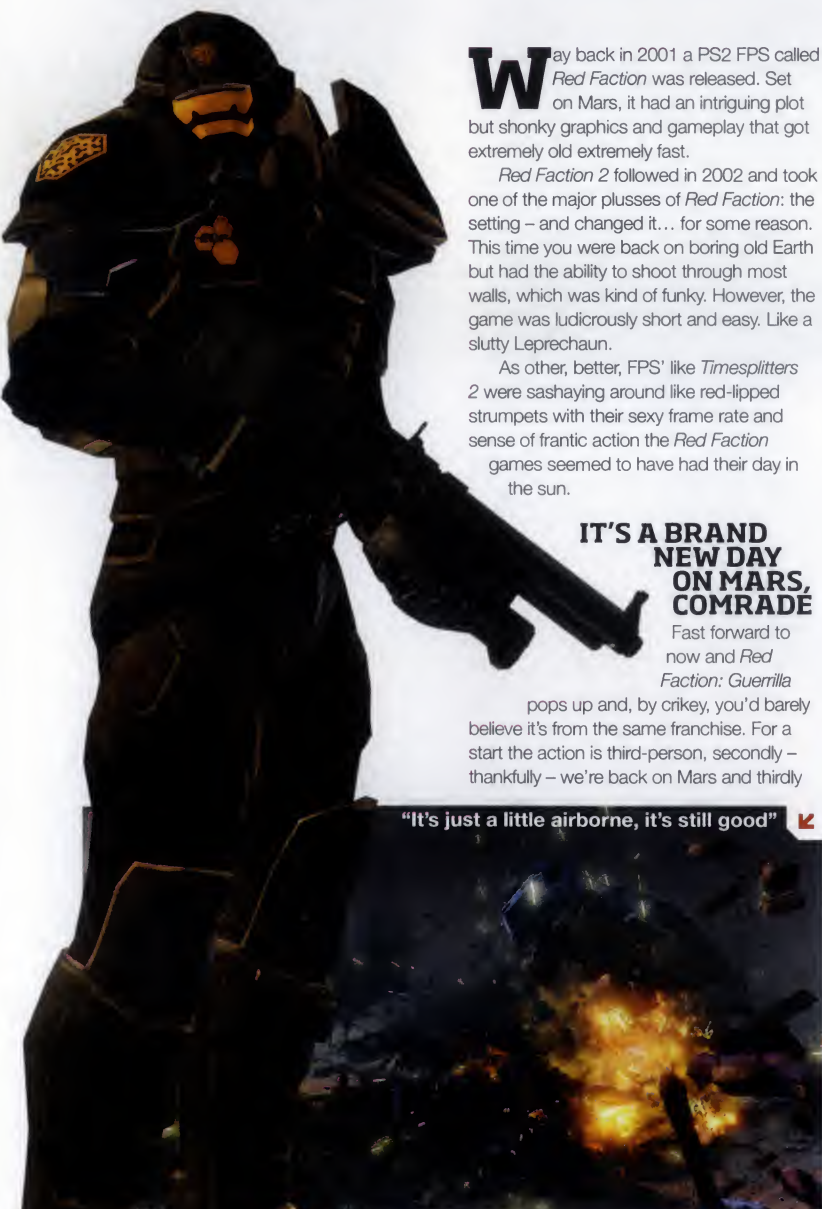 Way back in 2001 a PS2 FPS called
Red Faction was released. Set
on Mars, it had an intriguing plot
but shonky graphics and gameplay that got
extremely old extremely fast.
Red Faction 2 followed in 2002 and took
one of the major plusses of Red Faction: the
setting – and changed it... for some reason.
This time you were back on boring old Earth
but had the ability to shoot through most
walls, which was kind of funky. However, the
game was ludicrously short and easy. Like a
slutty Leprechaun.
As other, better, FPS' like Timesplitters
2 were sashaying around like red-lipped
strumpets with their sexy frame rate and
sense of frantic action the Red Faction
games seemed to have had their day in
the sun.
IT'S A BRAND
NEW DAY
ON MARS,
COMRADE
Fast forward to
now and Red
Faction: Guerrilla
pops up and, by crikey, you'd barely
believe it's from the same franchise. For a
start the action is third-person, secondly –
thankfully – we're back on Mars and thirdly
"It's just a little airborne, it's still good"